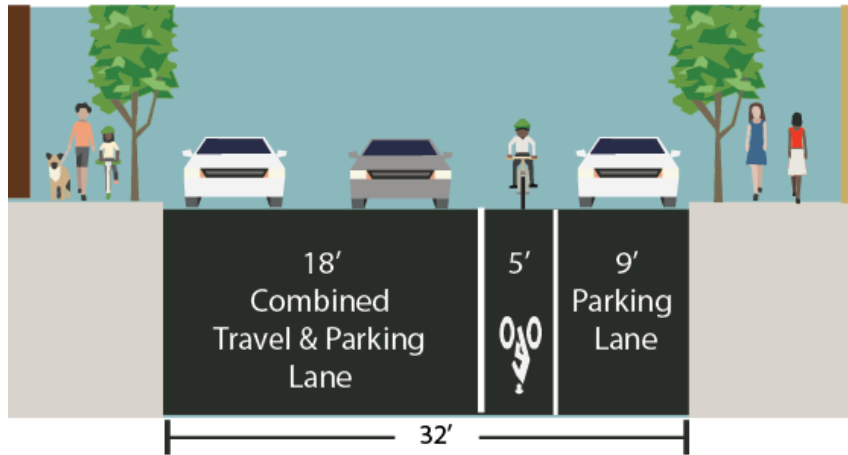 18′
Combined
Travel & Parking
Lane
5′
9′
Parking
Lane
32′